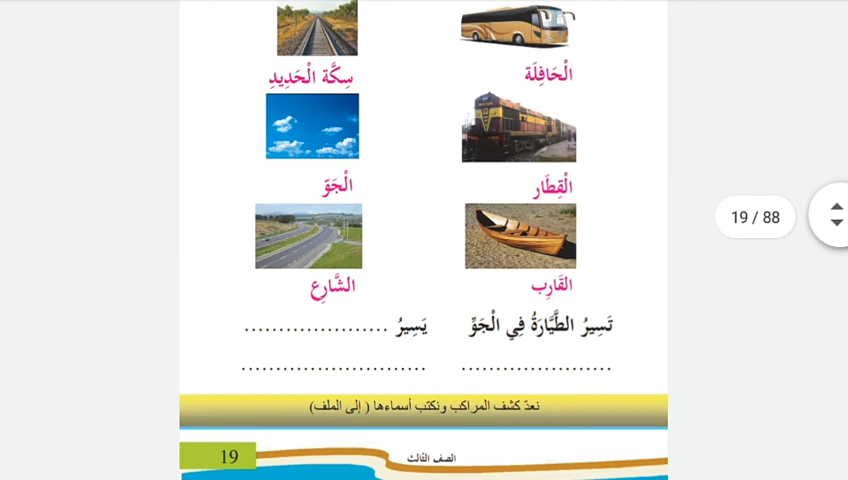 الْحَافِلَة
سِكَّة الْحَدِيدِ
الْقِطَار
الْجَوّ
القَارِب
الشَّارِع
تَسِيرُ الطَّيَّارَةُ فِي الْجَوِّ
يَسِيرُ ......................
......................
...........................
نعدّ كشف المراكب ونكتب أسماءها ( إلى الملف)
الصف الثالث
19
19 / 88